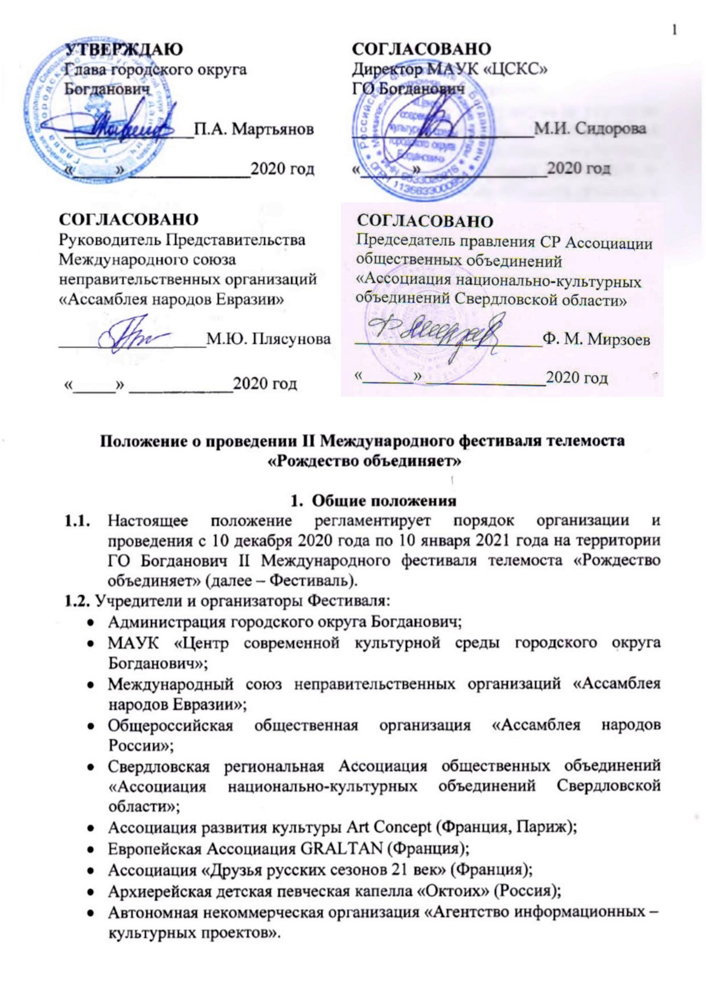 1
УТВЕРЖДАЮ
Глава городского округа
Богданович
П.А. Мартьянов
«_____» ______________2020 год
СОГЛАСОВАНО
Директор МАУК «ЦСКС»
ГО Богданович
М.И. Сидорова
«______» _______________2020 год
СОГЛАСОВАНО
Руководитель Представительства
Международного союза
неправительственных организаций
«Ассамблея народов Евразии»
М.Ю. Плясунова
«_____» ____________2020 год
СОГЛАСОВАНО
Председатель правления СР Ассоциации
общественных объединений
«Ассоциация национально-культурных
объединений Свердловской области»
Ф. М. Мирзоев
«______» ______________2020 год
Положение о проведении II Международного фестиваля телемоста
«Рождество объединяет»
1. Общие положения
1.1. Настоящее положение регламентирует порядок организации и
проведения с 10 декабря 2020 года по 10 января 2021 года на территории
ГО Богданович II Международного фестиваля телемоста «Рождество
объединяет» (далее – Фестиваль).
1.2. Учредители и организаторы Фестиваля:
• Администрация городского округа Богданович;
• МАУК «Центр современной культурной среды городского округа
Богданович»;
• Международный союз неправительственных организаций «Ассамблея
народов Евразии»;
• Общероссийская общественная организация «Ассамблея народов
России»;
• Свердловская региональная Ассоциация общественных объединений
«Ассоциация национально-культурных объединений Свердловской
области»;
• Ассоциация развития культуры Art Concept (Франция, Париж);
• Европейская Ассоциация GRALTAN (Франция);
• Ассоциация «Друзья русских сезонов 21 век» (Франция);
• Архиерейская детская певческая капелла «Октоих» (Россия);
• Автономная некоммерческая организация «Агентство информационных –
культурных проектов».